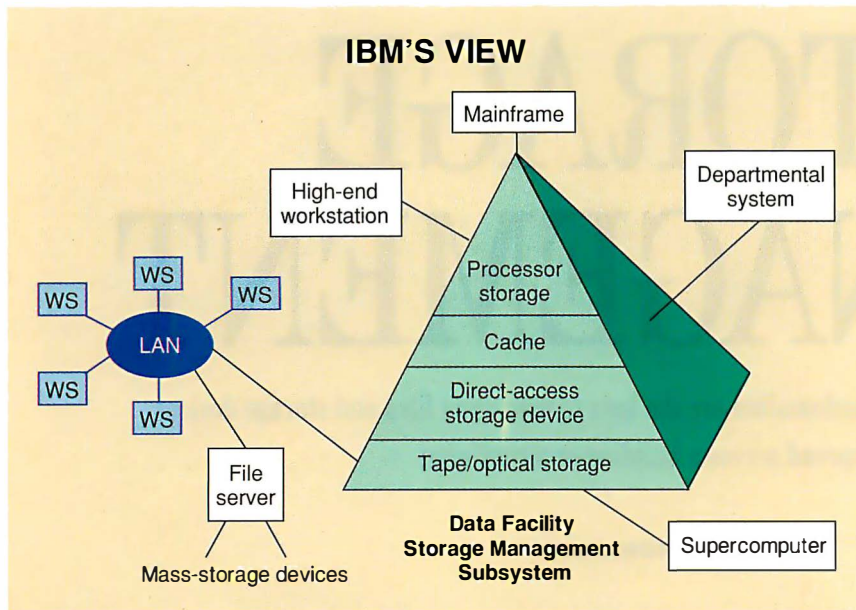 IBM'S VIEW
Mainframe
High-end
workstation
Departmental
system
Processor
storage
Cache
Direct-access
storage device
Tape/optical storage
WS
WS
WS
WS
WS
LAN
File
server
Mass-storage devices
Data Facility
Storage Management
Subsystem
Supercomputer